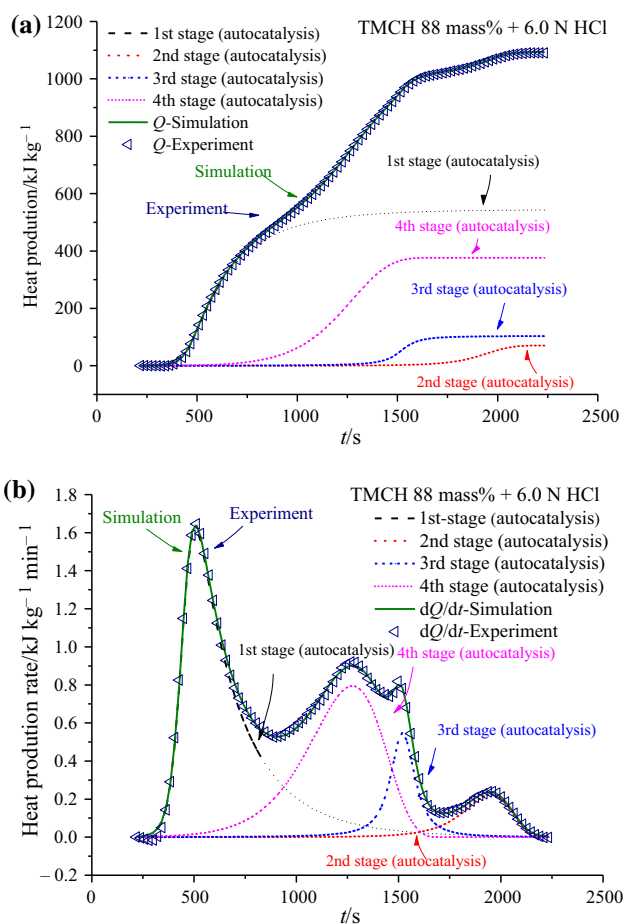 (a)
TMCH 88 mass% + 6.0 N HCl
1st stage (autocatalysis)
2nd stage (autocatalysis)
3rd stage (autocatalysis)
4th stage (autocatalysis)
Q-Simulation
Q-Experiment
Simulation
Experiment
1st stage (autocatalysis)
4th stage (autocatalysis)
3rd stage (autocatalysis)
2nd stage (autocatalysis)
Heat prodution/kJ kg⁻¹
1200
1000
800
600
400
200
0
0
500
1000
1500
2000
2500
t/s
(b)
TMCH 88 mass% + 6.0 N HCl
1st-stage (autocatalysis)
2nd stage (autocatalysis)
3rd stage (autocatalysis)
4th stage (autocatalysis)
dQ/dt-Simulation
dQ/dt-Experiment
Simulation
Experiment
1st stage (autocatalysis)
4th stage (autocatalysis)
3rd stage (autocatalysis)
2nd stage (autocatalysis)
Heat prodution rate/kJ kg⁻¹ min⁻¹
1.8
1.6
1.4
1.2
1.0
0.8
0.6
0.4
0.2
0.0
− 0.2
0
500
1000
1500
2000
2500
t/s